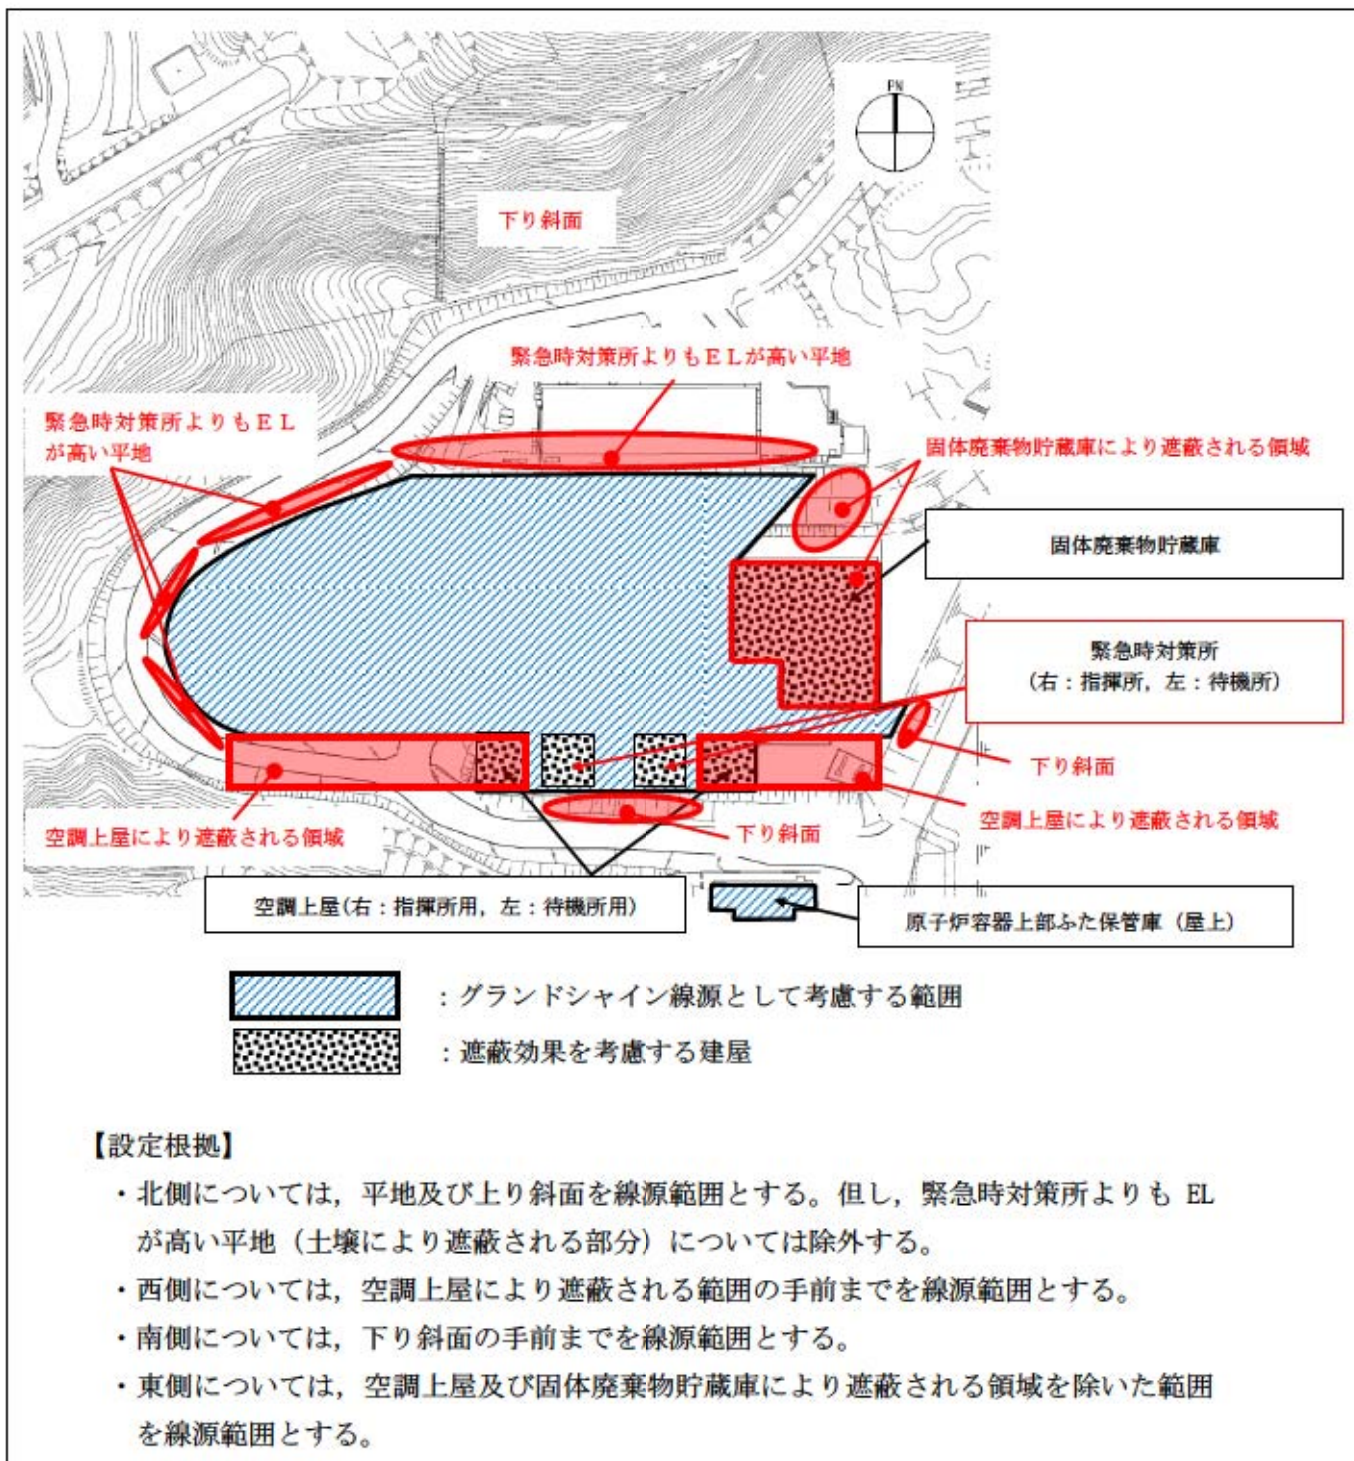 PN
下り斜面
緊急時対策所よりもＥＬが高い平地
緊急時対策所よりもＥＬ
が高い平地
固体廃棄物貯蔵庫により遮蔽される領域
固体廃棄物貯蔵庫
緊急時対策所
（右：指揮所，左：待機所）
下り斜面
空調上屋により遮蔽される領域
下り斜面
空調上屋により遮蔽される領域
空調上屋（右：指揮所用，左：待機所用）
原子炉容器上部ふた保管庫（屋上）
：グランドシャイン線源として考慮する範囲
：遮蔽効果を考慮する建屋
【設定根拠】
・北側については，平地及び上り斜面を線源範囲とする。但し，緊急時対策所よりも EL
が高い平地（土壌により遮蔽される部分）については除外する。
・西側については，空調上屋により遮蔽される範囲の手前までを線源範囲とする。
・南側については，下り斜面の手前までを線源範囲とする。
・東側については，空調上屋及び固体廃棄物貯蔵庫により遮蔽される領域を除いた範囲
を線源範囲とする。